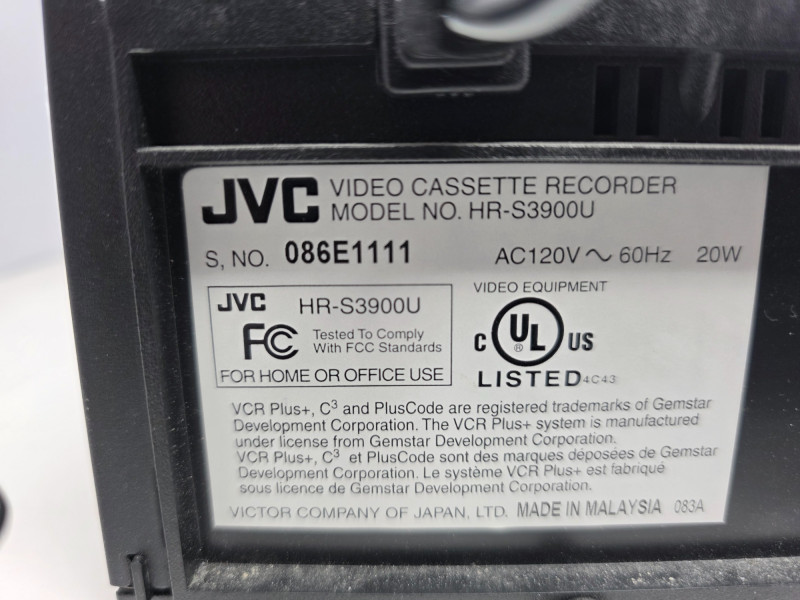 JVC VIDEO CASSETTE RECORDER
MODEL NO. HR-S3900U
S, NO. 086E1111 AC120V ~ 60Hz 20W
JVC HR-S3900U
FC Tested To Comply
With FCC Standards
FOR HOME OR OFFICE USE
VIDEO EQUIPMENT
C UL® US
LISTED 4C43
VCR Plus+, C³ and PlusCode are registered trademarks of Gemstar
Development Corporation. The VCR Plus+ system is manufactured
under license from Gemstar Development Corporation.
VCR Plus+, C³ et PlusCode sont des marques déposées de Gemstar
Development Corporation. Le système VCR Plus+ est fabriqué
sous licence de Gemstar Development Corporation.
VICTOR COMPANY OF JAPAN, LTD. MADE IN MALAYSIA 083A